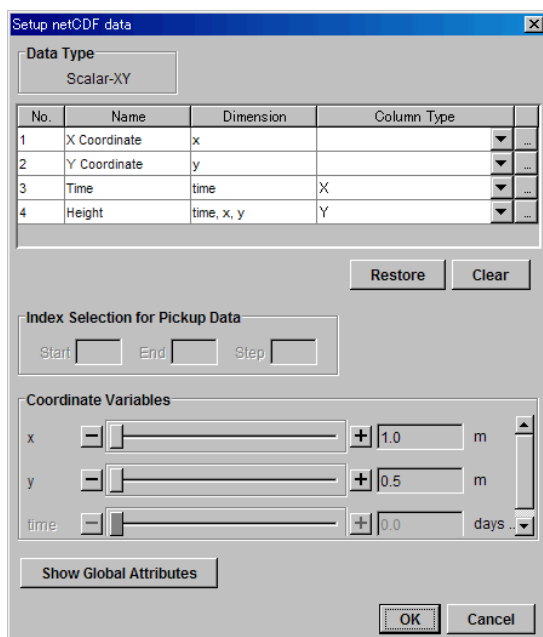 Setup netCDF data
Data Type
Scalar-XY
No. Name Dimension Column Type
1 X Coordinate x ...
2 Y Coordinate y ...
3 Time time X ...
4 Height time, x, y Y ...
Restore Clear
Index Selection for Pickup Data
Start End Step
Coordinate Variables
x 1.0 m
y 0.5 m
time 0.0 days ..
Show Global Attributes
OK Cancel